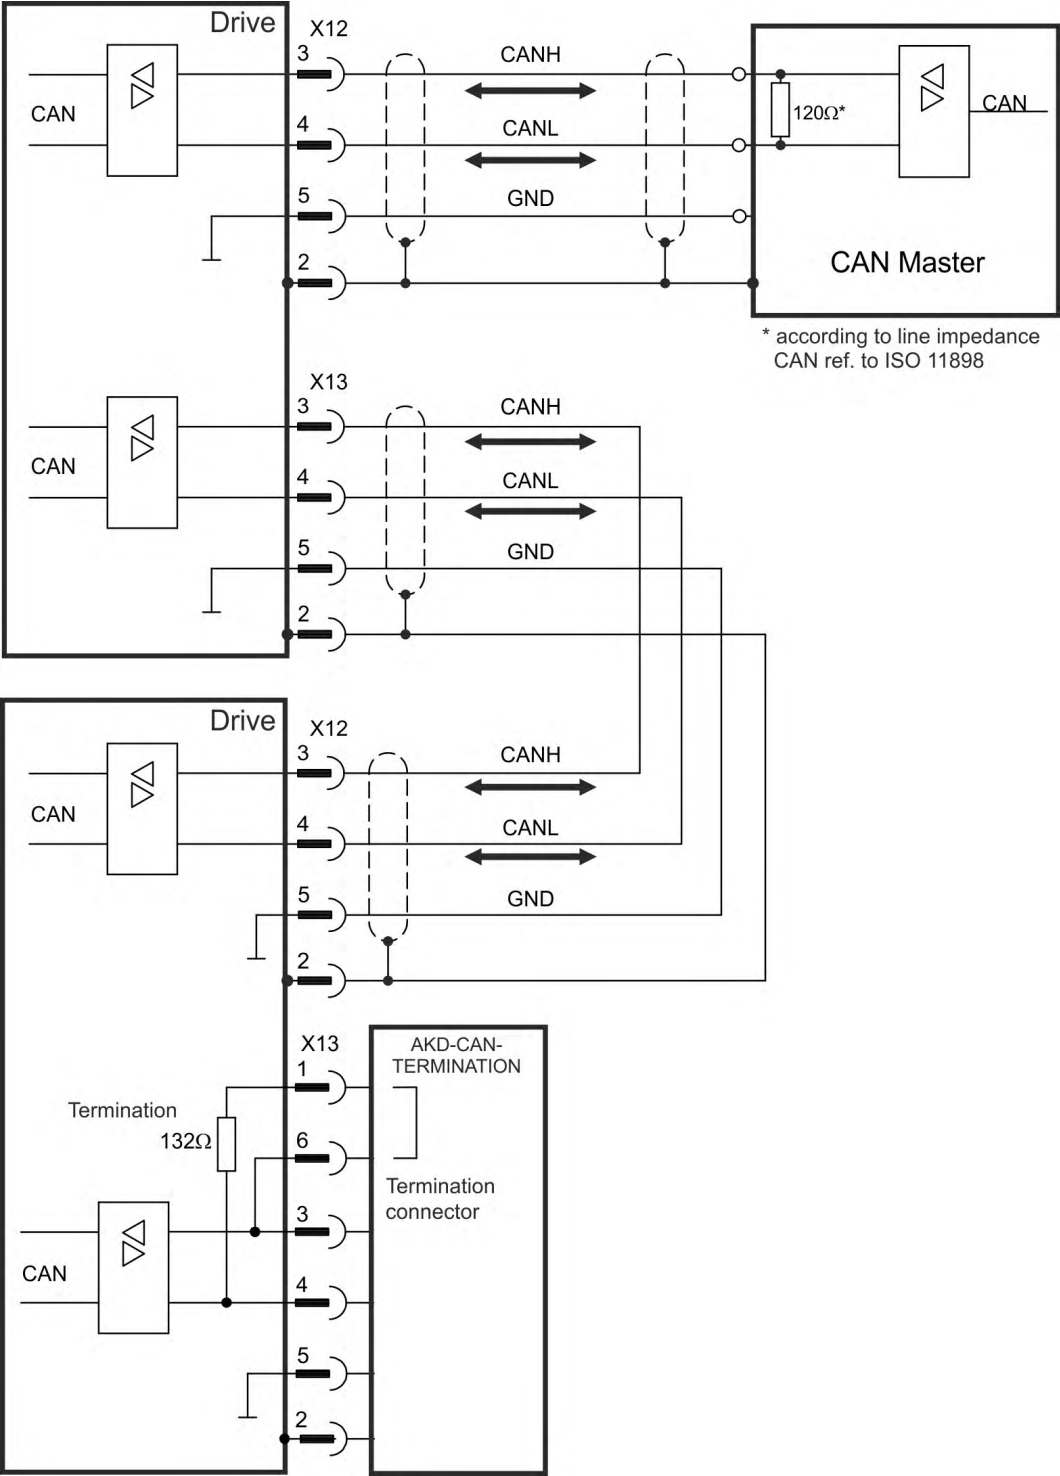 Drive
X12
3
CANH
CAN
120Ω*
CAN
4
CANL
5
GND
2
CAN Master
* according to line impedance
CAN ref. to ISO 11898
X13
3
CANH
CAN
4
CANL
5
GND
2
Drive
X12
3
CANH
CAN
4
CANL
5
GND
2
X13
AKD-CAN-
TERMINATION
1
Termination
132Ω
6
Termination
connector
3
CAN
4
5
2